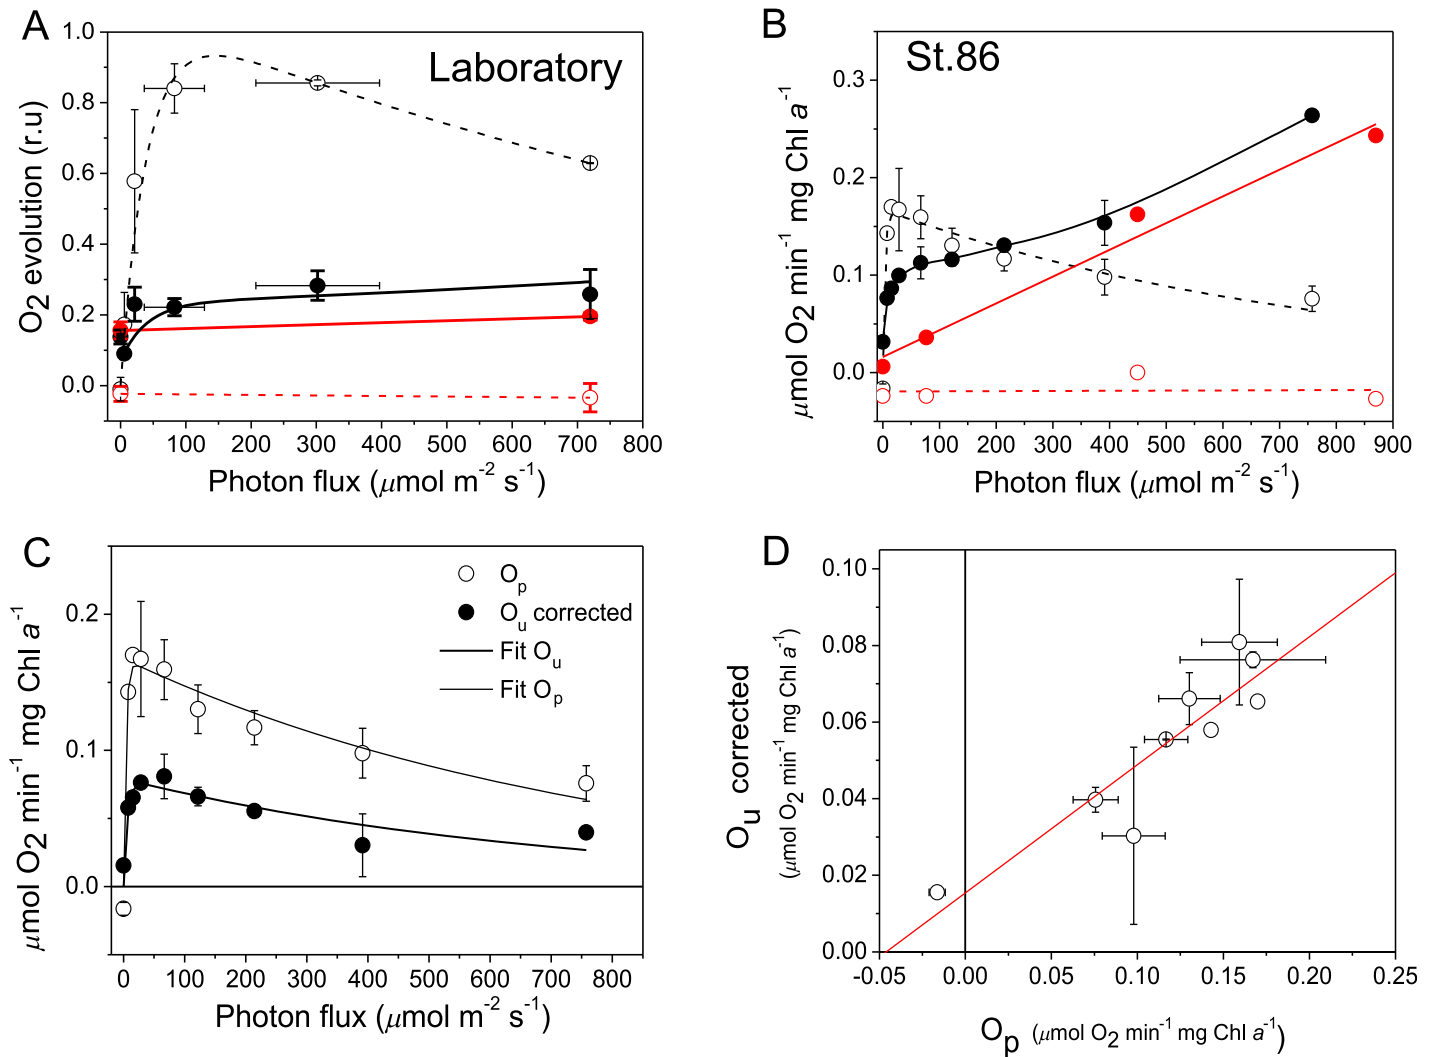 A
Laboratory
O2 evolution (r.u)
1.0
0.8
0.6
0.4
0.2
0.0
0 100 200 300 400 500 600 700 800
Photon flux (μmol m-2 s-1)
B
St.86
μmol O2 min-1 mg Chl a-1
0.3
0.2
0.1
0.0
0 100 200 300 400 500 600 700 800 900
Photon flux (μmol m-2 s-1)
C
Op
Ou corrected
Fit Ou
Fit Op
μmol O2 min-1 mg Chl a-1
0.2
0.1
0.0
0 100 200 300 400 500 600 700 800
Photon flux (μmol m-2 s-1)
D
Ou corrected
(μmol O2 min-1 mg Chl a-1)
0.10
0.08
0.06
0.04
0.02
0.00
-0.05 0.00 0.05 0.10 0.15 0.20 0.25
Op (μmol O2 min-1 mg Chl a-1)